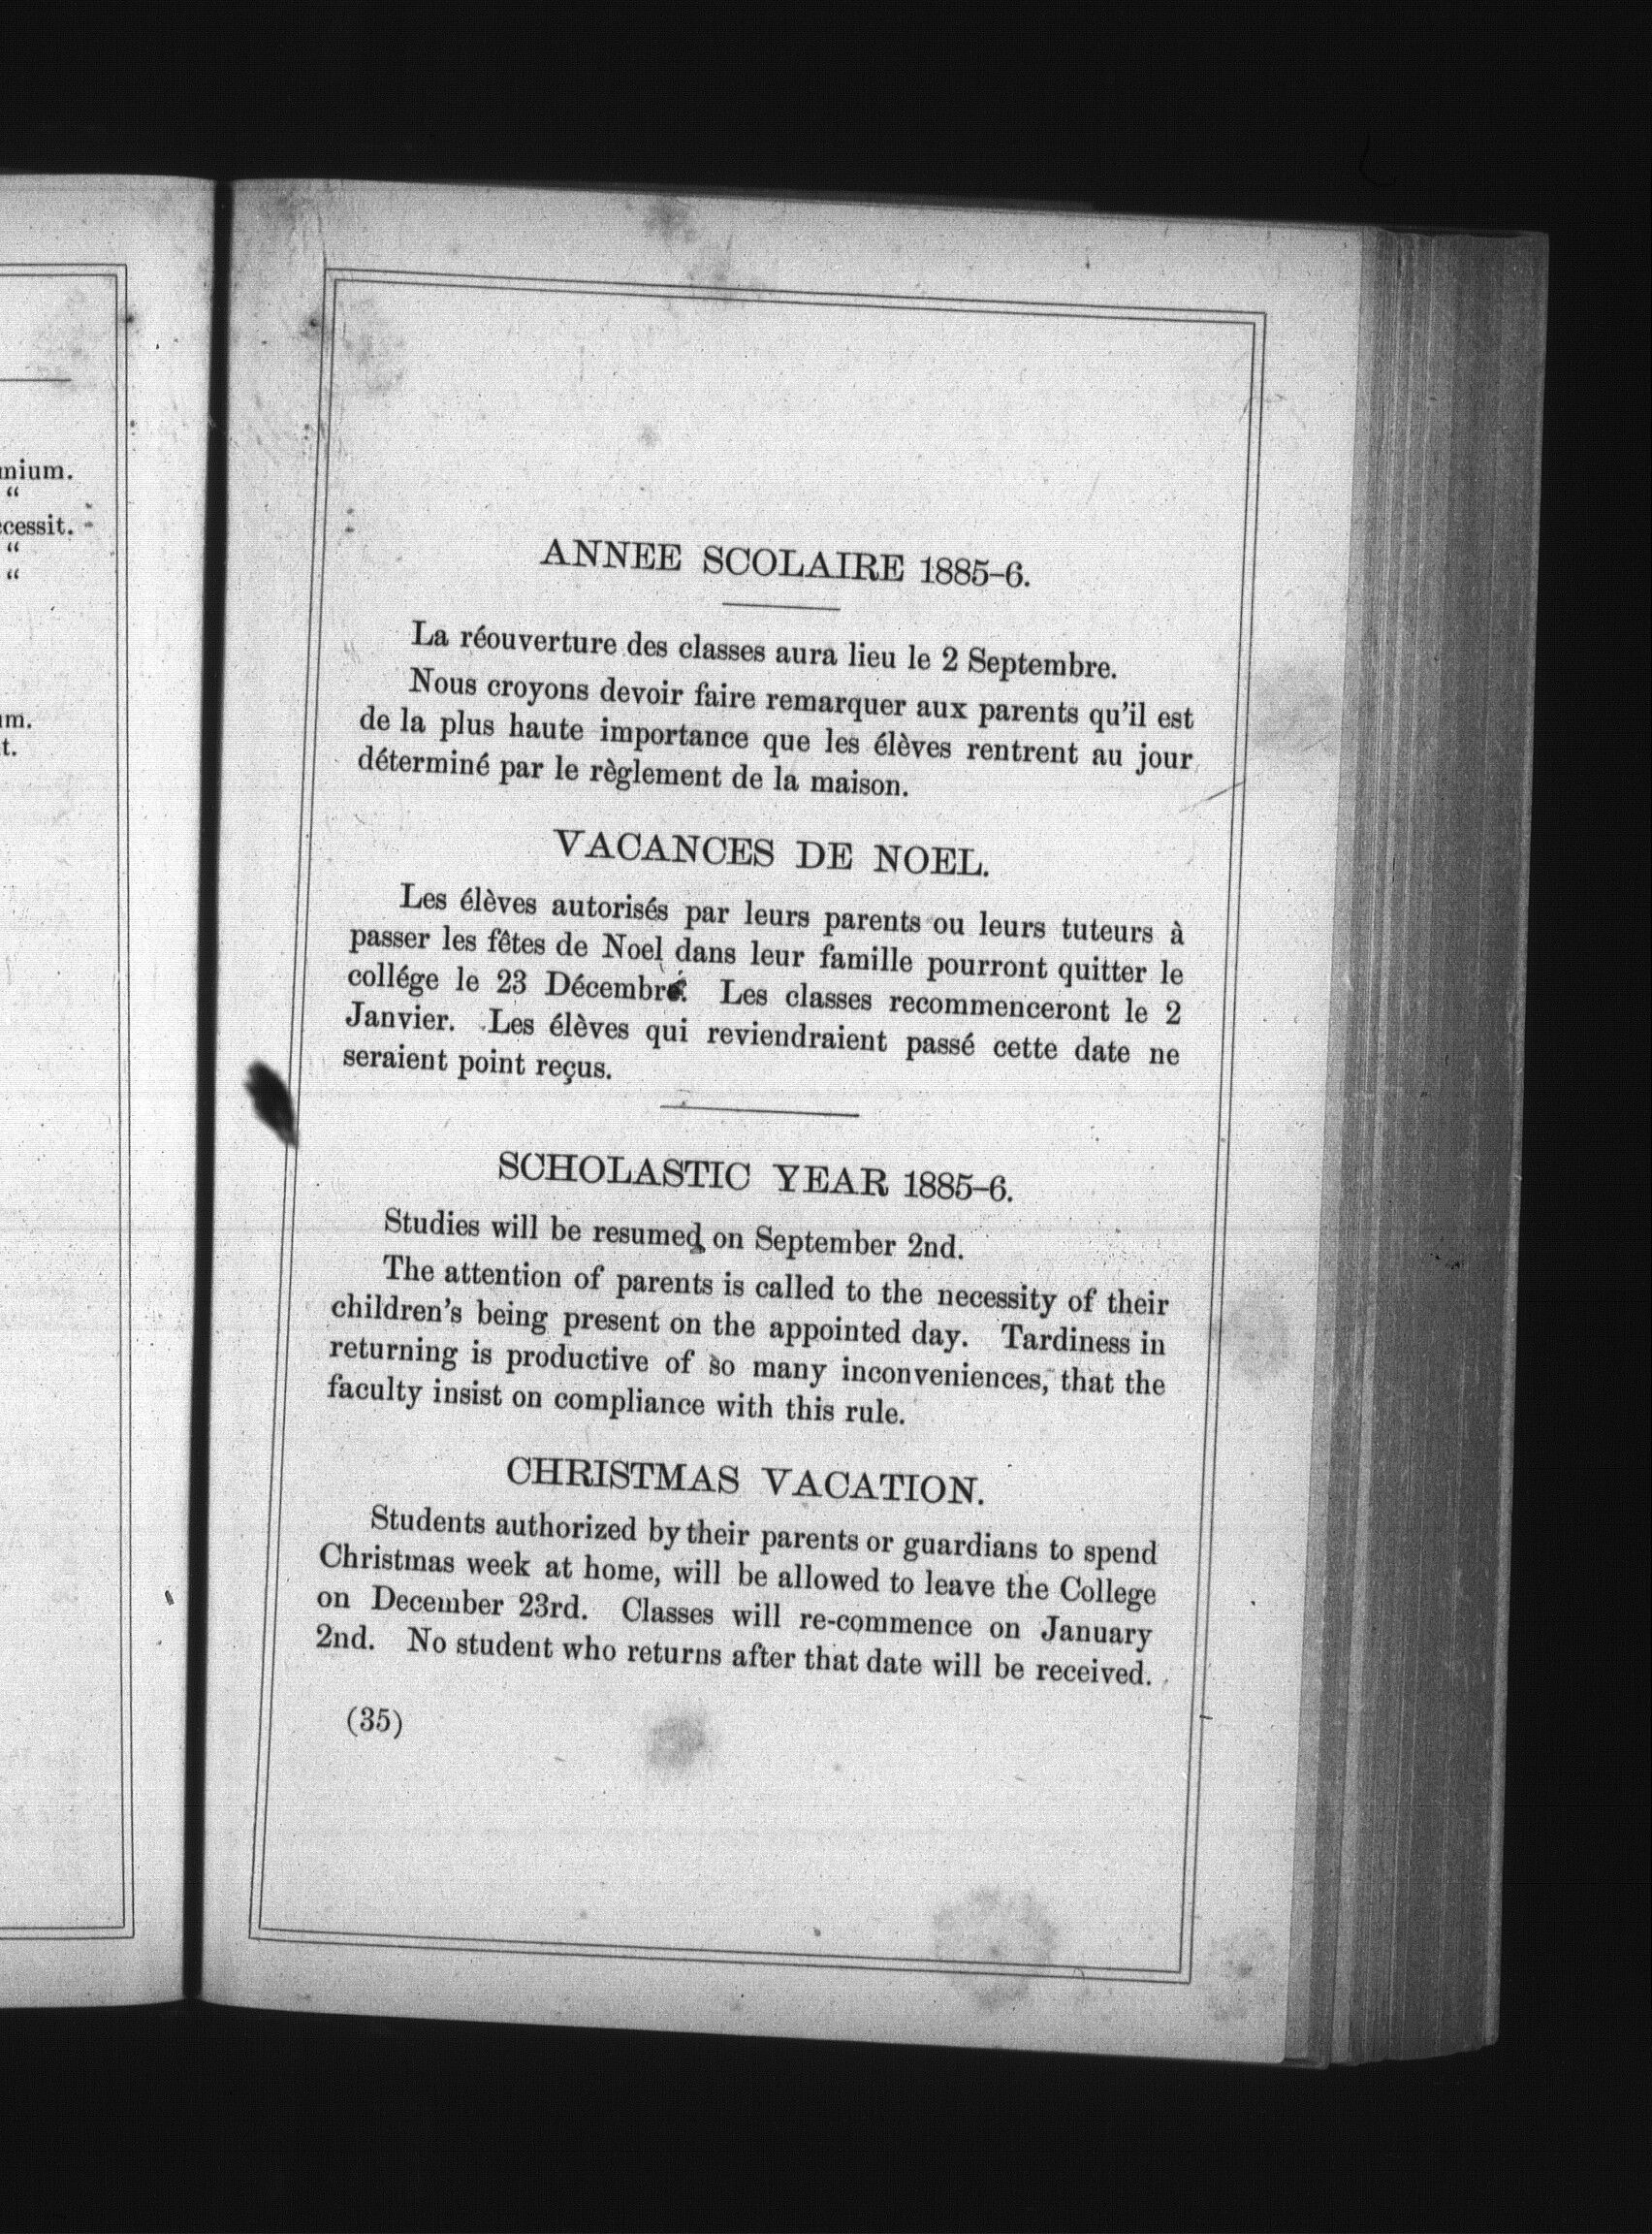 mium.
“
“
“
t.
ANNEE SCOLAIRE 1885-6.
La réouverture des classes aura lieu le 2 Septembre.
Nous croyons devoir faire remarquer aux parents qu'il est
de la plus haute importance que les élèves rentrent au jour
déterminé par le règlement de la maison.
VACANCES DE NOEL.
Les élèves autorisés par leurs parents ou leurs tuteurs à
passer les fêtes de Noel dans leur famille pourront quitter le
collége le 23 Décembre. Les classes recommenceront le 2
Janvier. Les élèves qui reviendraient passé cette date ne
seraient point reçus.
SCHOLASTIC YEAR 1885-6.
Studies will be resumed on September 2nd.
The attention of parents is called to the necessity of their
children's being present on the appointed day. Tardiness in
returning is productive of so many inconveniences, that the
faculty insist on compliance with this rule.
CHRISTMAS VACATION.
Students authorized by their parents or guardians to spend
Christmas week at home, will be allowed to leave the College
on December 23rd. Classes will re-commence on January
2nd. No student who returns after that date will be received.
(35)